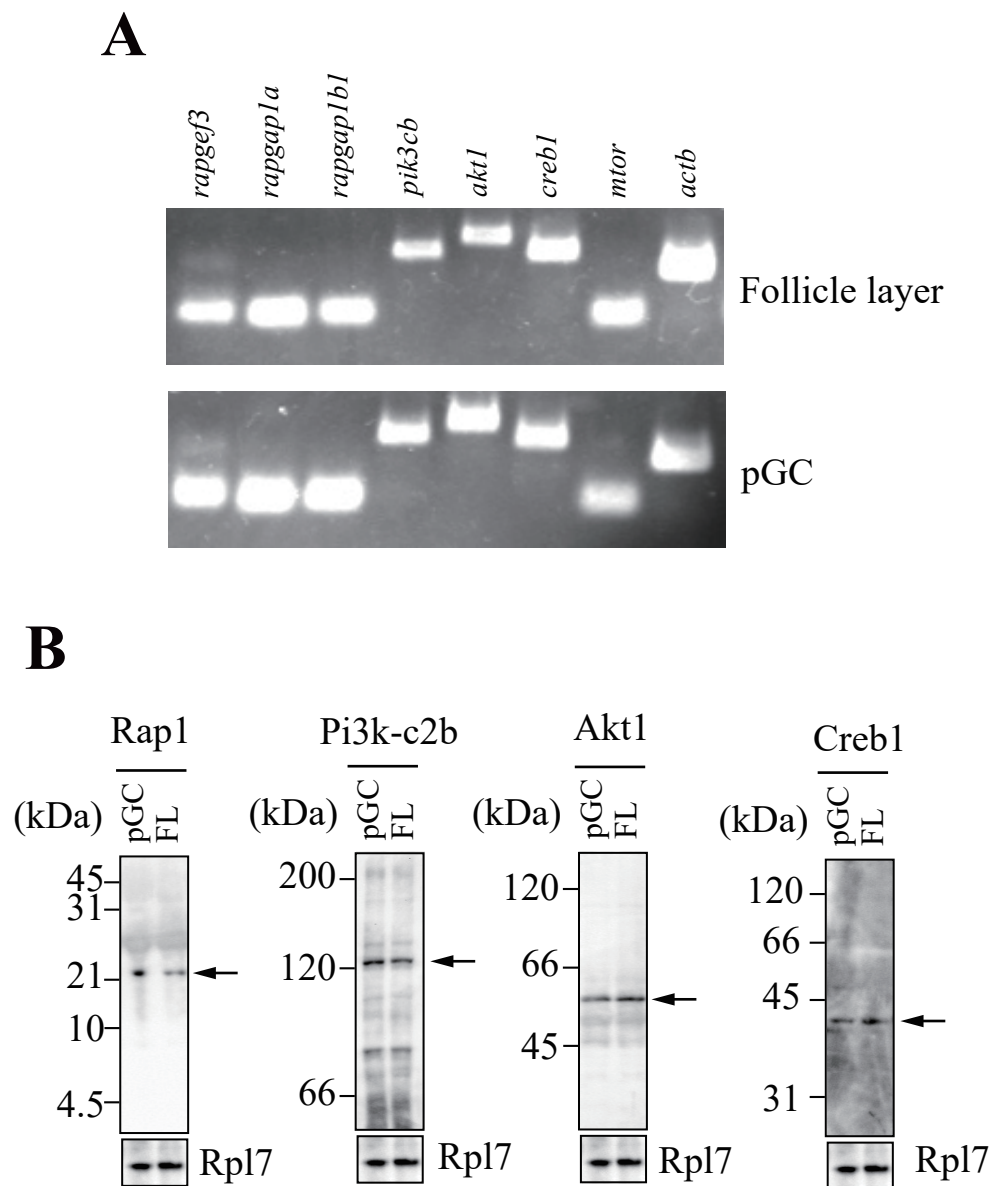 A
rapgef3
rapgap1a
rapgap1b1
pik3cb
akt1
creb1
mtor
actb
Follicle layer
pGC
B
Rap1
(kDa)
pGC
FL
45
31
21
10
4.5
Rpl7
Pi3k-c2b
(kDa)
pGC
FL
200
120
66
Rpl7
Akt1
(kDa)
pGC
FL
120
66
45
Rpl7
Creb1
(kDa)
pGC
FL
120
66
45
31
Rpl7